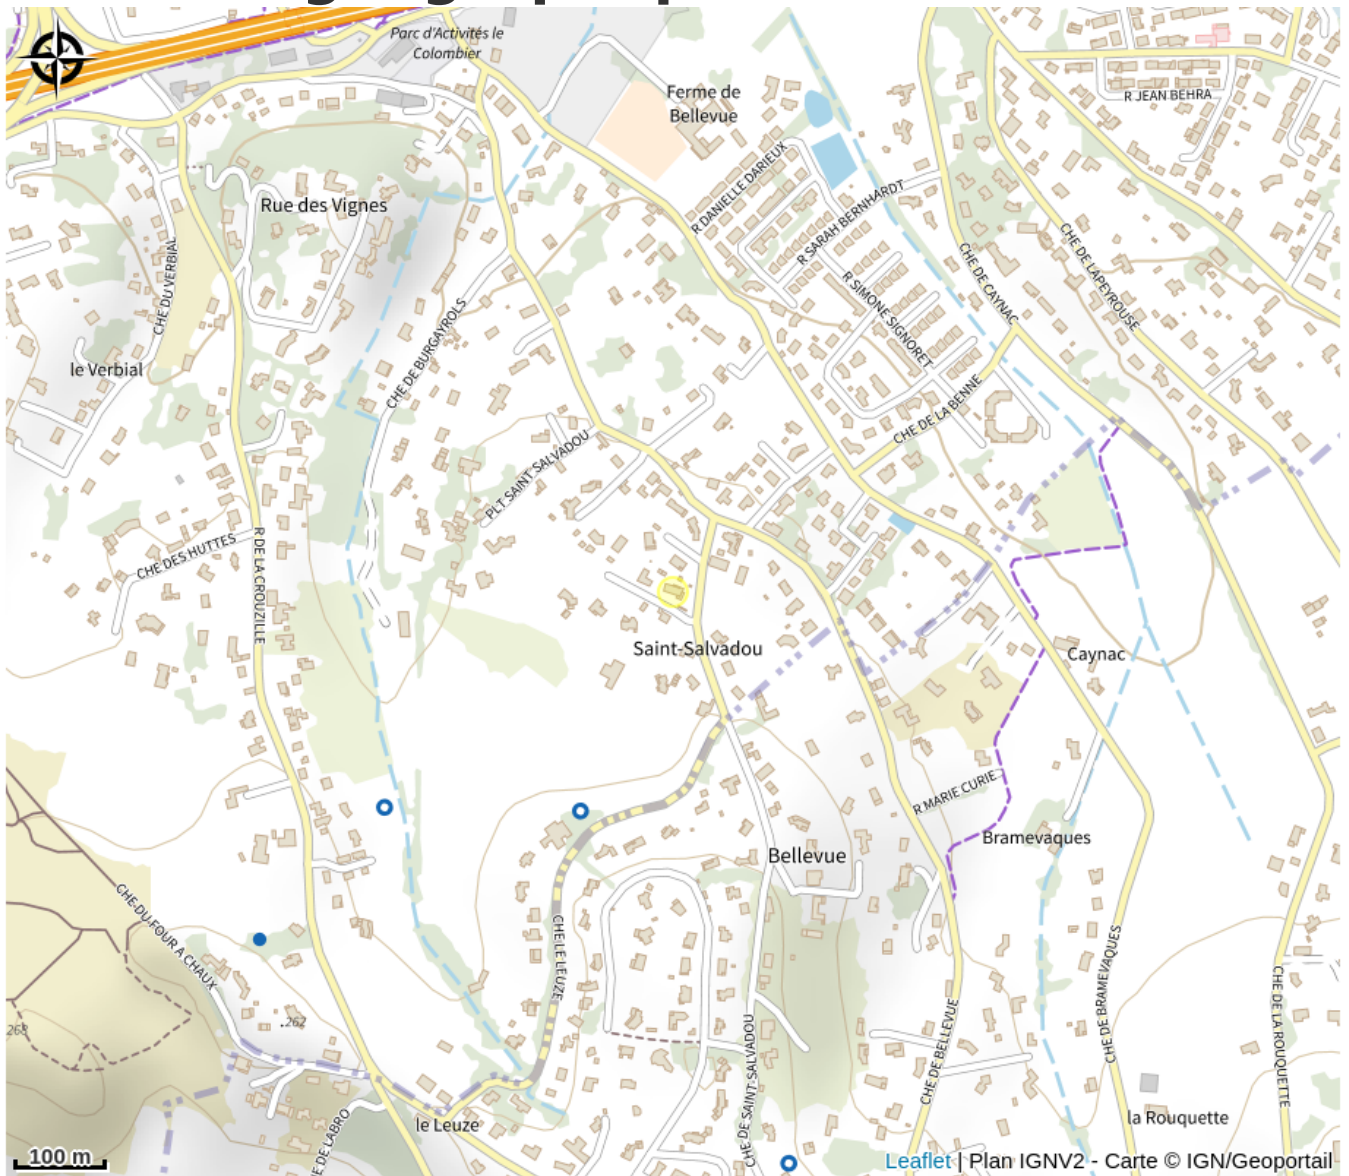 Parc d'Activités le
Colombier
Ferme de
Bellevue
R JEAN BEHRA
R DANIELLE DARIEUX
R SARAH BERNHARDT
Rue des Vignes
CHE DU VERBIAL
CHE DE CAYNAC
CHE DE LAPEYROUSE
R SIMONE SIGNORET
CHE DE BURGAYROLS
le Verbial
CHE DE LA BENNE
PLT SAINT SALVADOU
CHE DES HUTTES
R DE LA CROUZILLE
Saint-Salvadou
Caynac
R MARIE CURIE
Bramevaques
Bellevue
CHE DU FOUR A CHAUX
CHE LE LEUZE
CHE DE BRAMEVAQUES
CHE DE LA ROUQUETTE
268
262
CHE DE SAINT SALVADOU
CHE DE BELLEVUE
E DE LABRO
le Leuze
la Rouquette
100 m
Leaflet | Plan IGNV2 - Carte © IGN/Geoportail